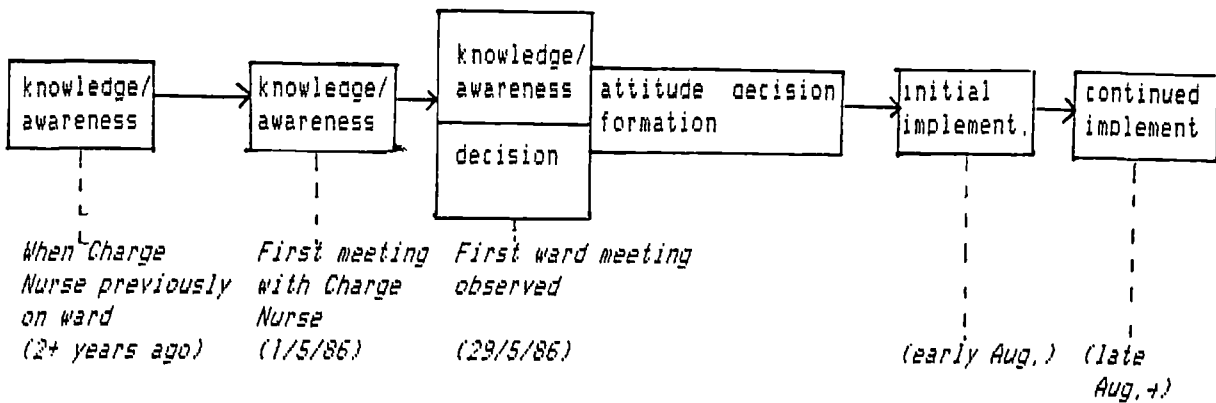 knowledge/
awareness
knowledge/
awareness
knowledge/
awareness
decision
attitude decision
formation
initial
implement.
continued
implement
When Charge
Nurse previously
on ward
(2+ years ago)
First meeting
with Charge
Nurse
(1/5/86)
First ward meeting
observed
(29/5/86)
(early Aug.)
(late
Aug.+)